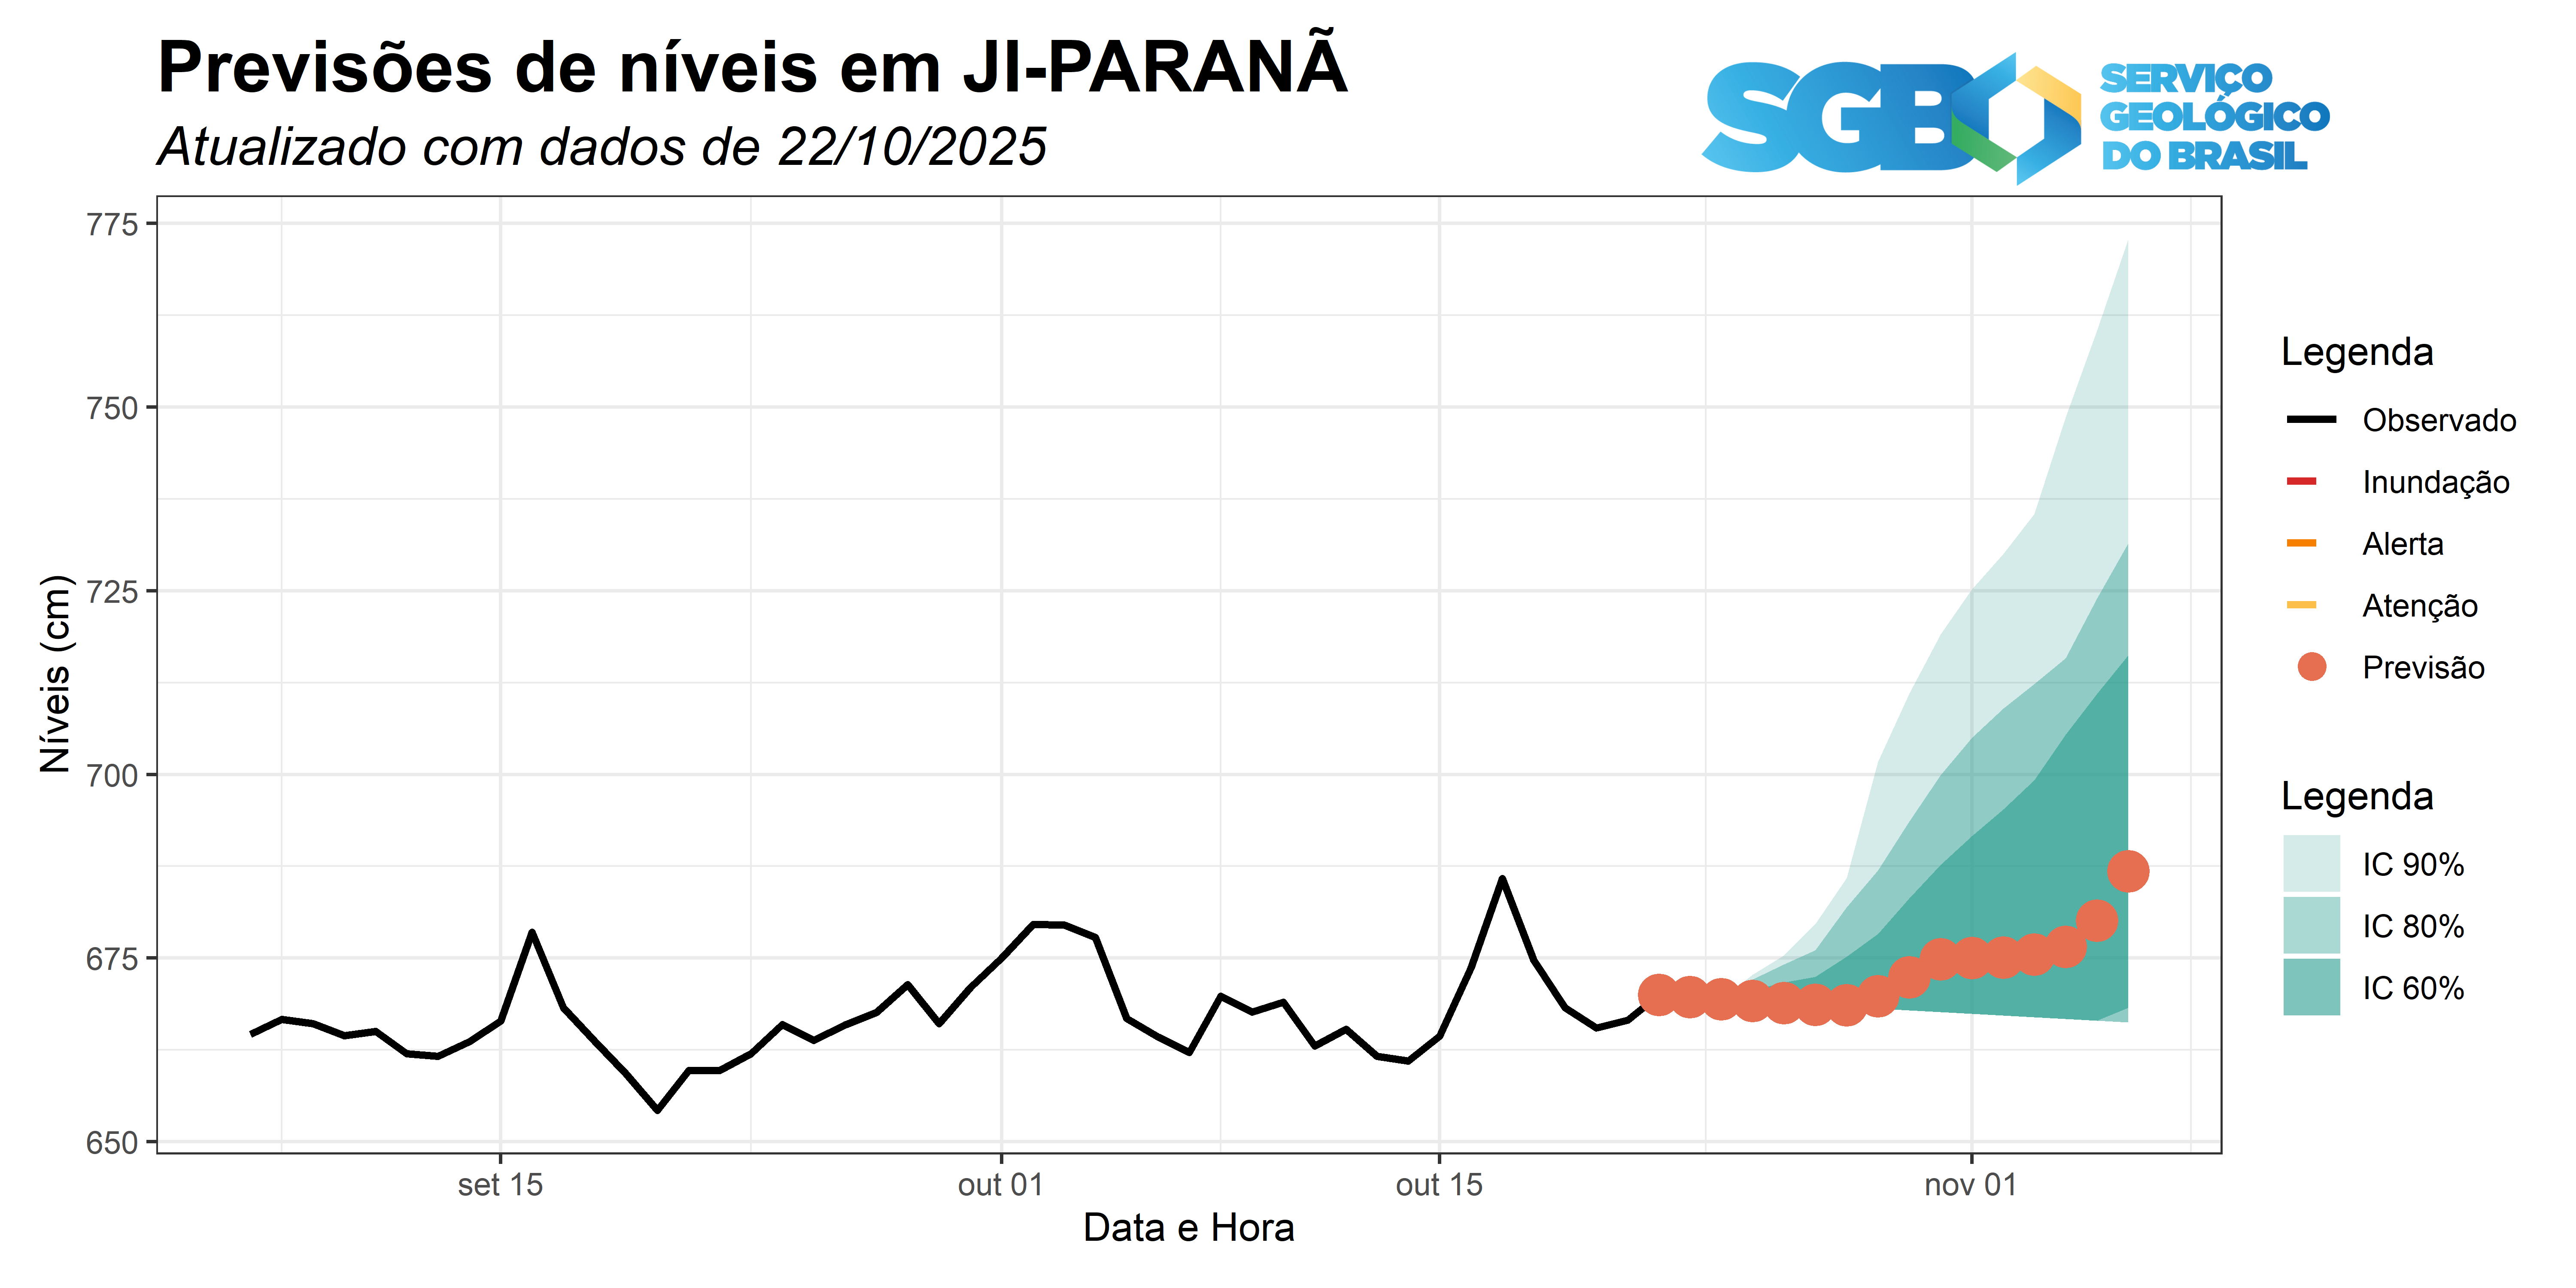 Previsões de níveis em JI-PARANÃ
Atualizado com dados de 22/10/2025
SGB
SERVIÇO
GEOLÓGICO
DO BRASIL
775
750
725
700
675
650
Níveis (cm)
set 15
out 01
out 15
nov 01
Data e Hora
Legenda
Observado
Inundação
Alerta
Atenção
Previsão
Legenda
IC 90%
IC 80%
IC 60%